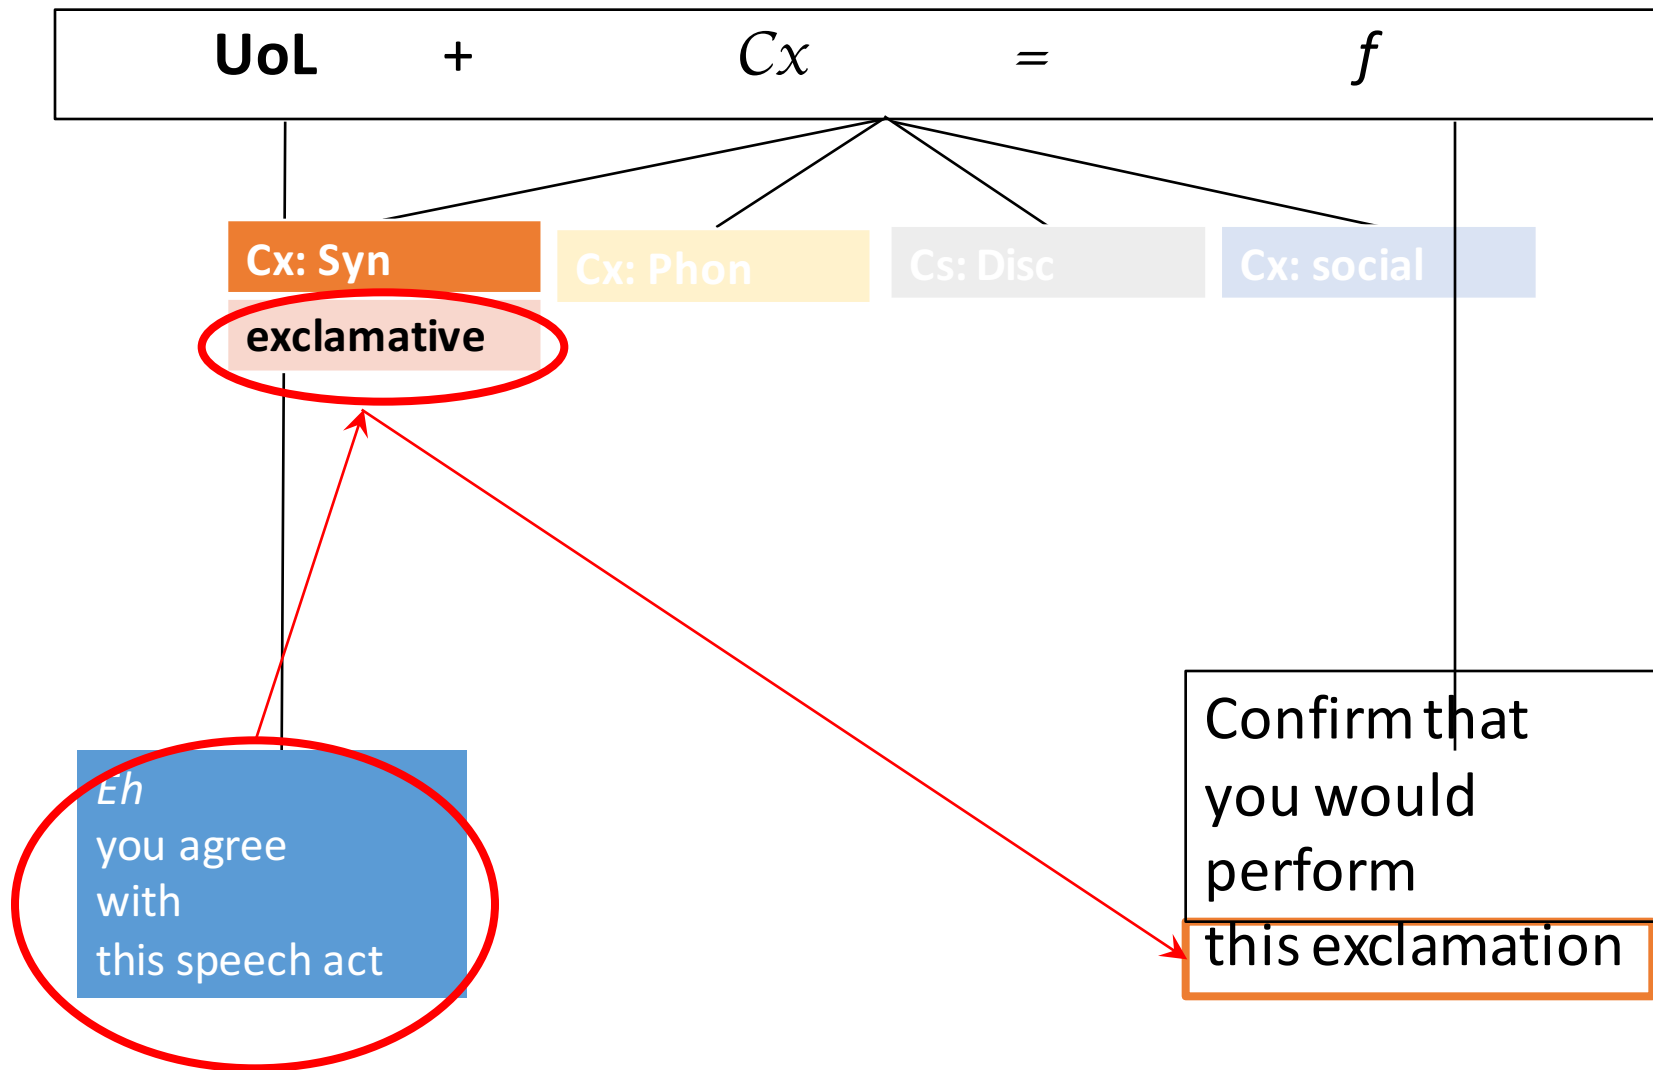 UoL + Cx = f
Cx: Syn
Cx: Phon
Cs: Disc
Cx: social
exclamative
Eh
you agree
with
this speech act
Confirm that
you would
perform
this exclamation